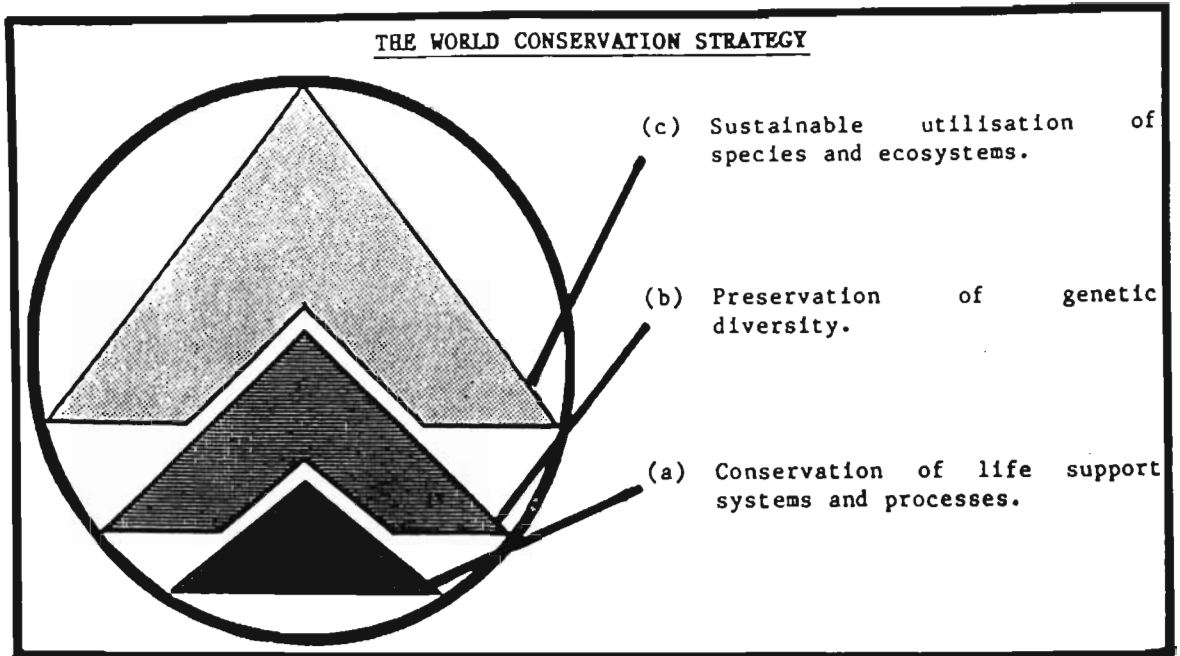 THE WORLD CONSERVATION STRATEGY
(c) Sustainable utilisation of
species and ecosystems.
(b) Preservation of genetic
diversity.
(a) Conservation of life support
systems and processes.